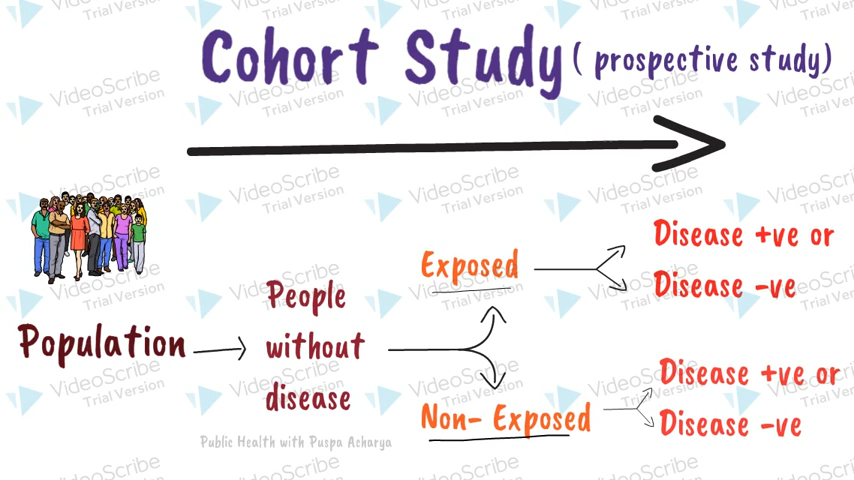 Cohort Study ( prospective study)
Exposed
Disease +ve or
Disease -ve
People
without
disease
Population
Non- Exposed
Disease +ve or
Disease -ve
Public Health with Puspa Acharya
VideoScribe
Trial Version